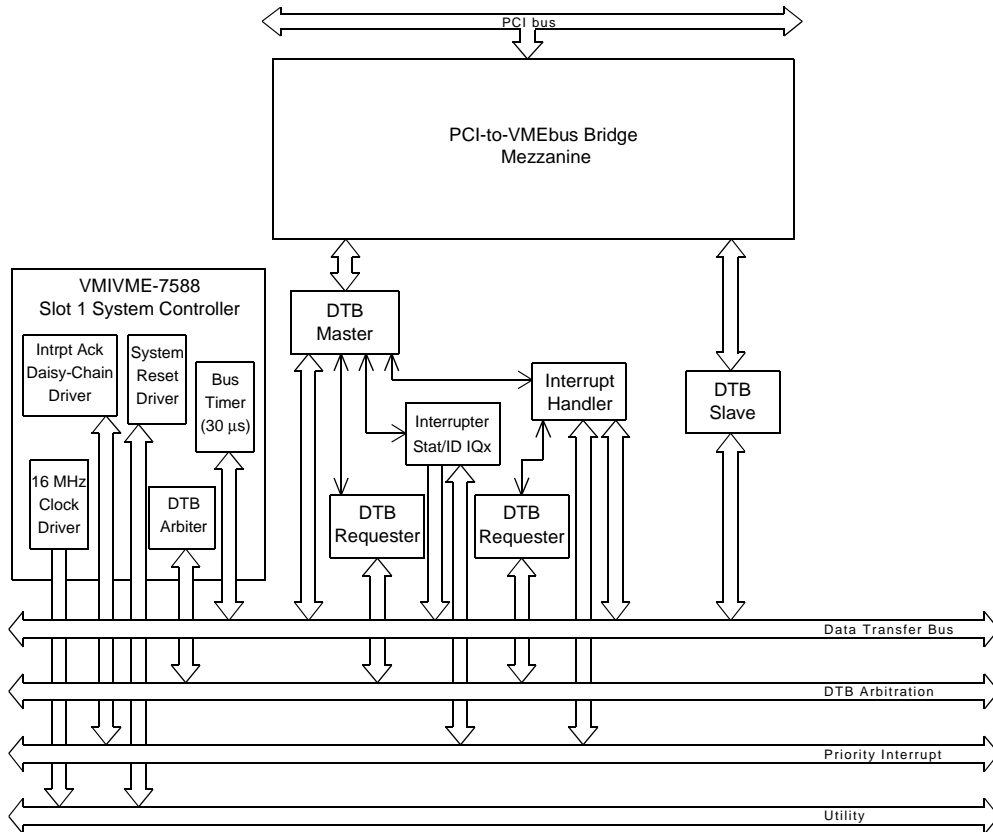 PCI bus
PCI-to-VMEbus Bridge
Mezzanine
VMIVME-7588
Slot 1 System Controller
Intrpt Ack
Daisy-Chain
Driver
System
Reset
Driver
Bus
Timer
(30 µs)
16 MHz
Clock
Driver
DTB
Arbiter
DTB
Master
Interrupter
Stat/ID IQx
Interrupt
Handler
DTB
Slave
DTB
Requester
DTB
Requester
Data Transfer Bus
DTB Arbitration
Priority Interrupt
Utility